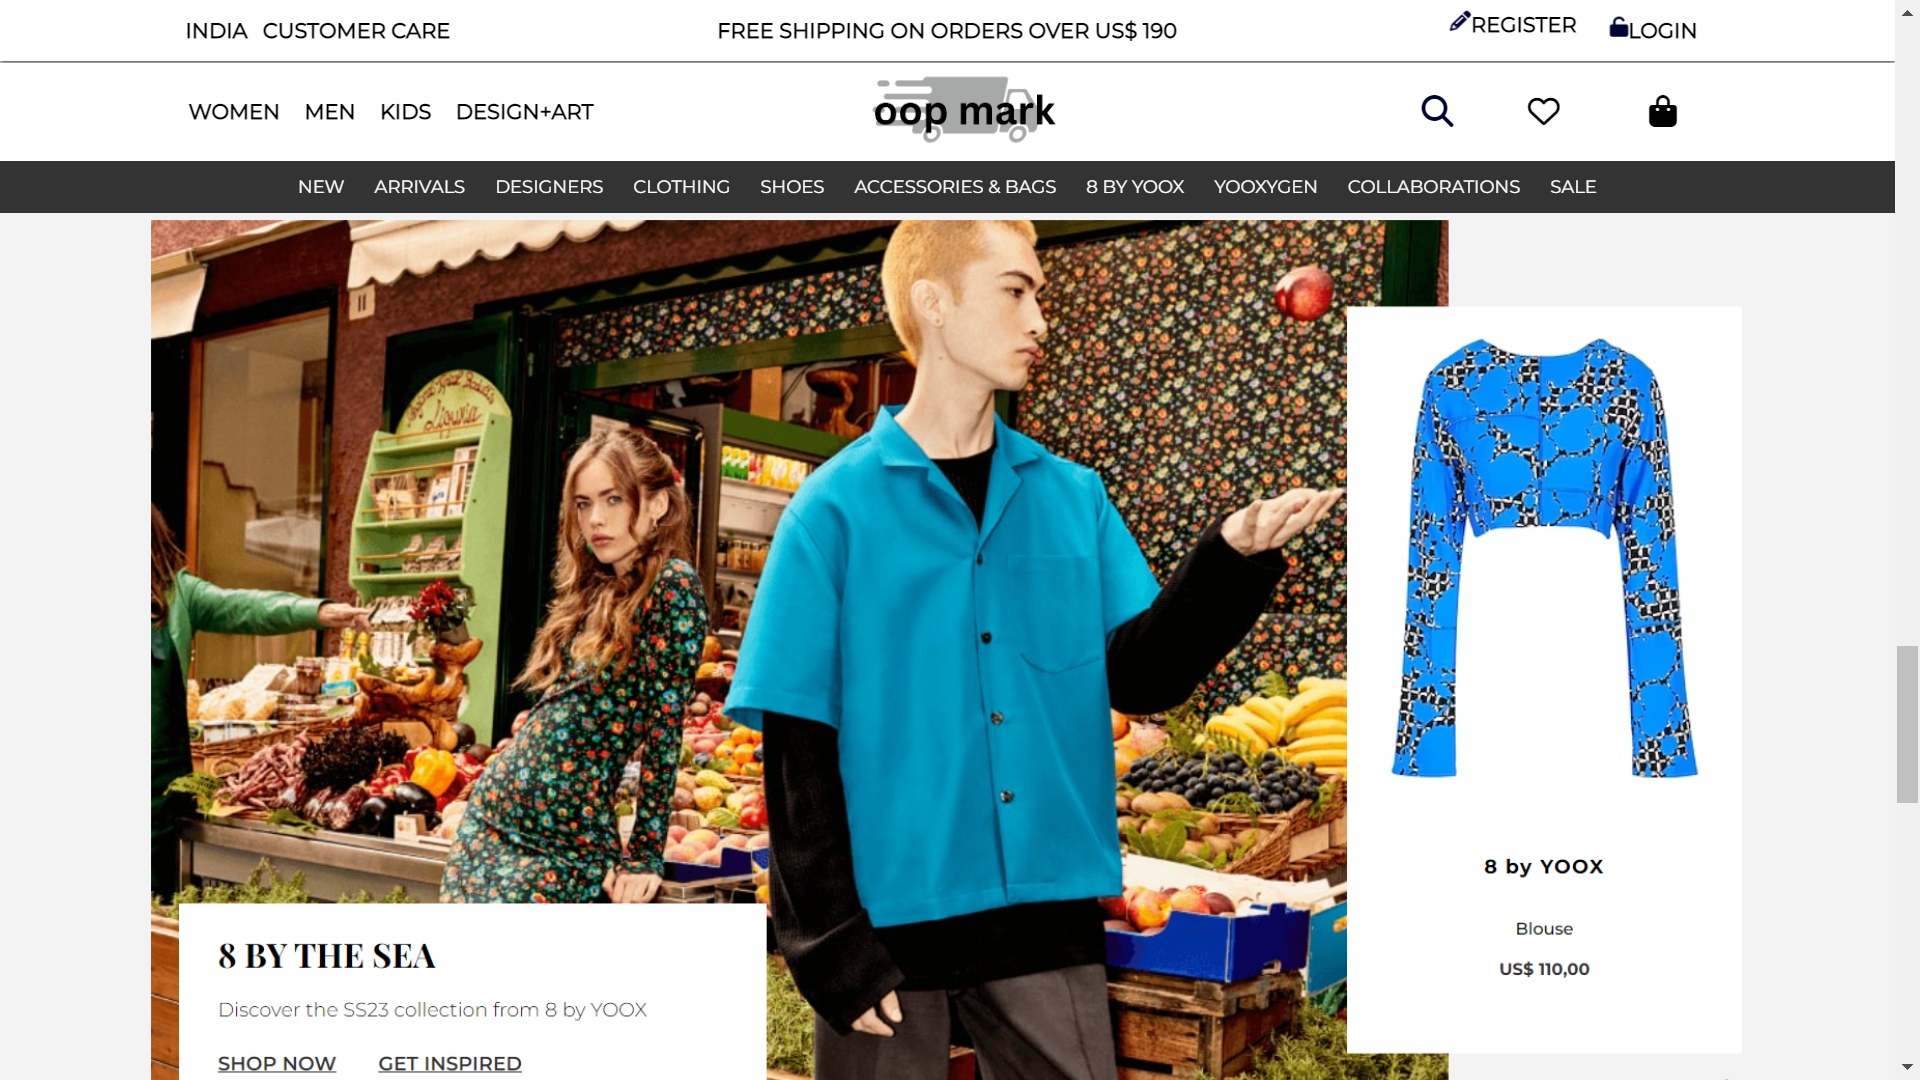 INDIA CUSTOMER CARE
FREE SHIPPING ON ORDERS OVER US$ 190
REGISTER
LOGIN
WOMEN MEN KIDS DESIGN+ART
oop mark
NEW ARRIVALS DESIGNERS CLOTHING SHOES ACCESSORIES & BAGS 8 BY YOOX YOOXYGEN COLLABORATIONS SALE
11
Liguria
8 by YOOX
Blouse
US$ 110,00
8 BY THE SEA
Discover the SS23 collection from 8 by YOOX
SHOP NOW GET INSPIRED